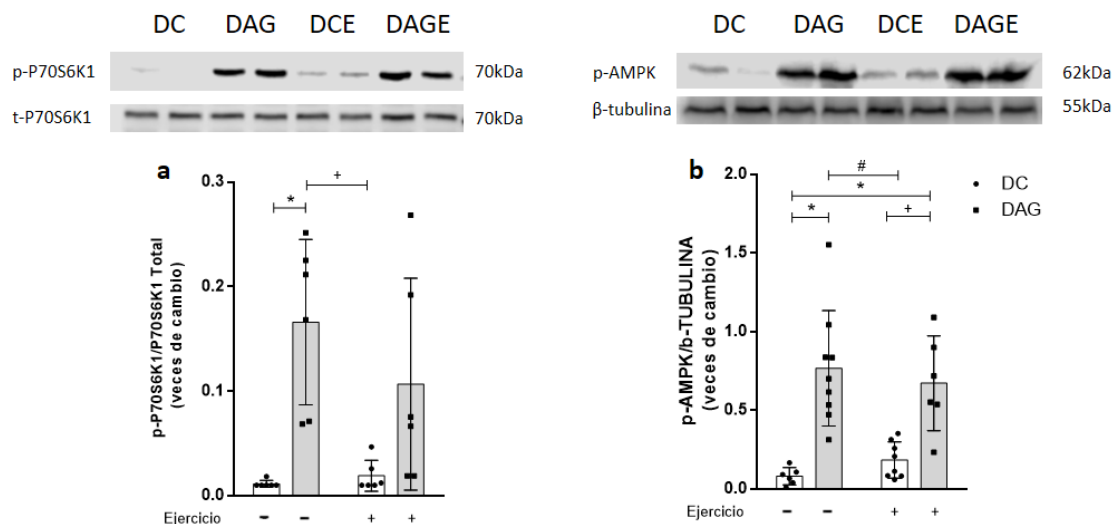 DC DAG DCE DAGE
p-P70S6K1 70kDa
t-P70S6K1 70kDa
a
p-P70S6K1/P70S6K1 Total
(veces de cambio)
0.3
0.2
0.1
0.0
*
+
Ejercicio - - + +
DC DAG DCE DAGE
p-AMPK 62kDa
β-tubulina 55kDa
b
p-AMPK/b-TUBULINA
(veces de cambio)
2.0
1.5
1.0
0.5
0.0
#
*
*
+
DC
DAG
Ejercicio - - + +